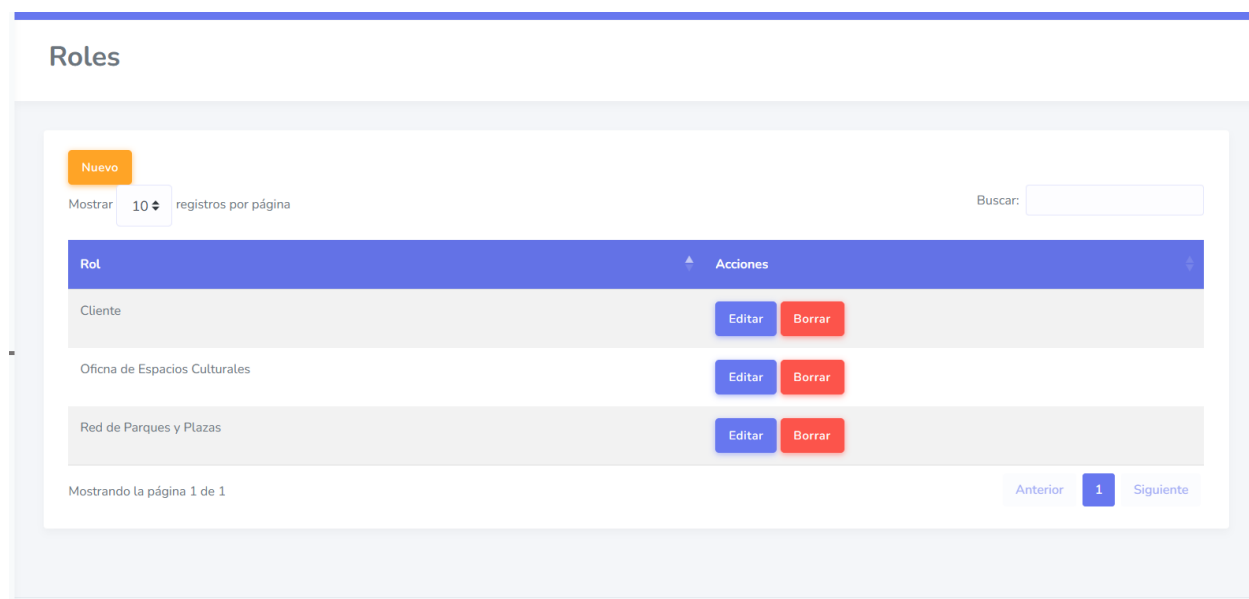 Roles
Nuevo
Mostrar 10 registros por página
Buscar:
Rol Acciones
Cliente Editar Borrar
Oficna de Espacios Culturales Editar Borrar
Red de Parques y Plazas Editar Borrar
Mostrando la página 1 de 1 Anterior 1 Siguiente